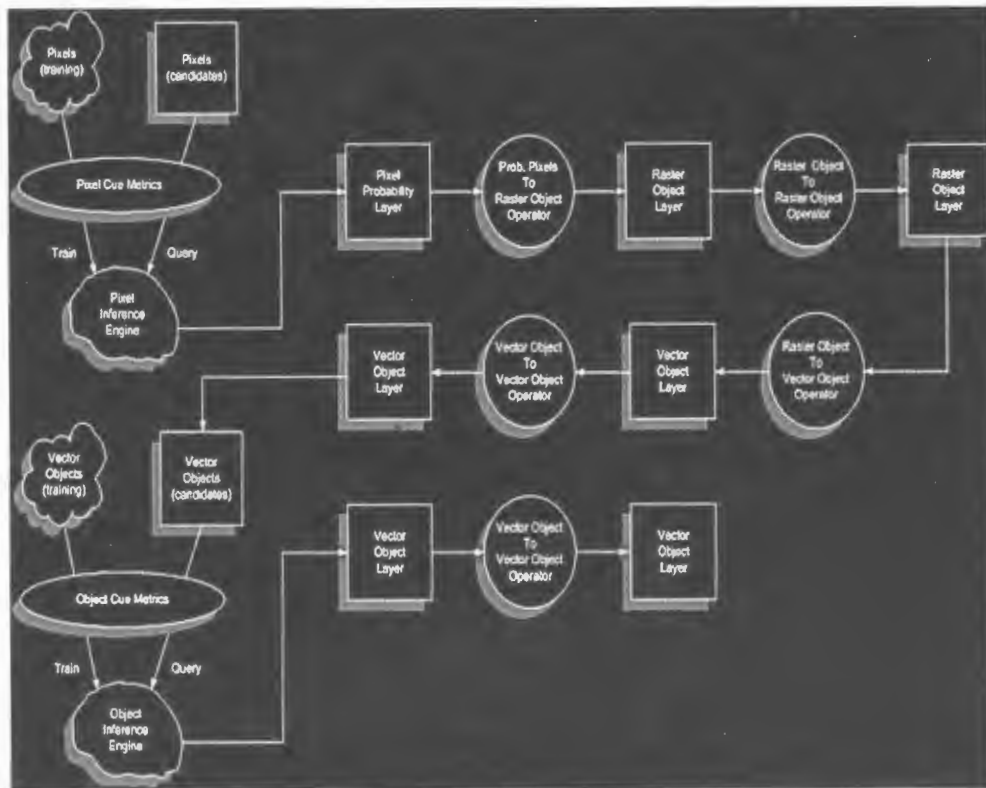 Pixels
(training)
Pixels
(candidates)
Pixel Cue Metrics
Train
Query
Pixel
Inference
Engine
Pixel
Probability
Layer
Prob. Pixels
To
Raster Object
Operator
Raster
Object
Layer
Raster Object
To
Raster Object
Operator
Raster
Object
Layer
Raster Object
To
Vector Object
Operator
Vector
Object
Layer
Vector Object
To
Vector Object
Operator
Vector
Object
Layer
Vector
Objects
(training)
Vector
Objects
(candidates)
Object Cue Metrics
Train
Query
Object
Inference
Engine
Vector
Object
Layer
Vector Object
To
Vector Object
Operator
Vector
Object
Layer